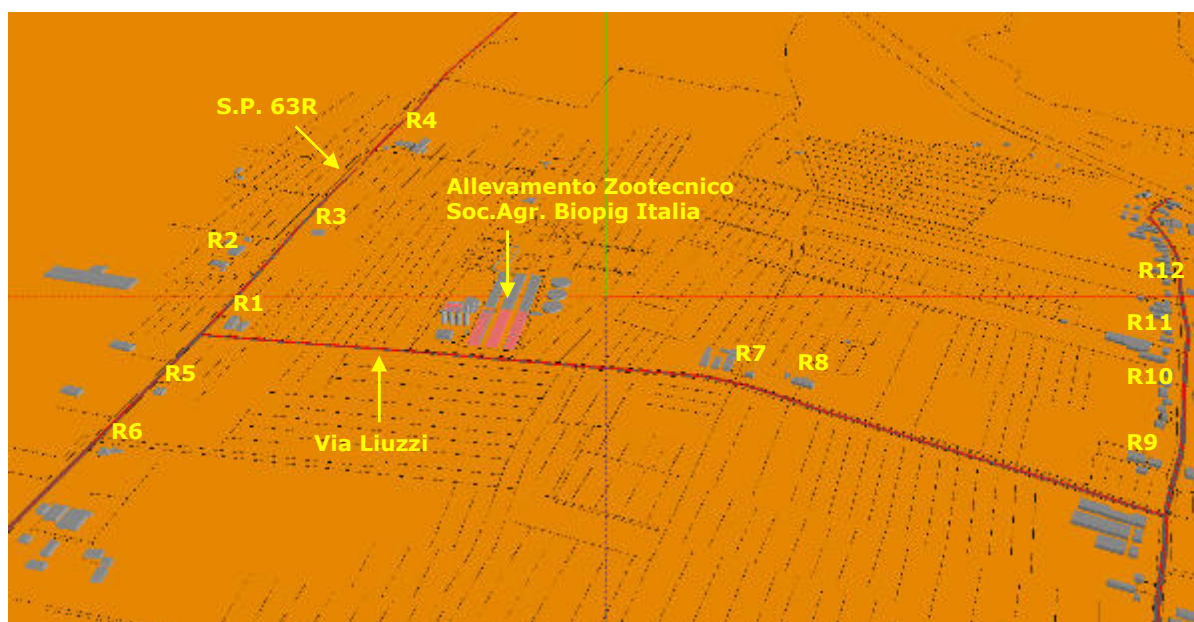 S.P. 63R
R4
Allevamento Zootecnico
Soc.Agr. Biopig Italia
R3
R2
R12
R1
R11
R7
R8
R10
R5
R6
Via Liuzzi
R9